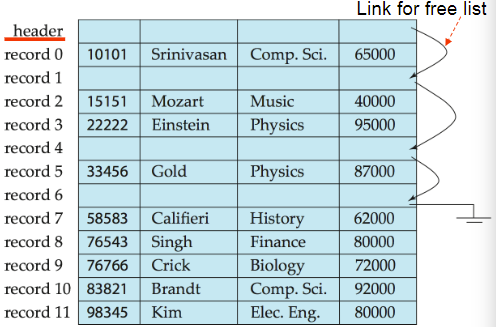 Link for free list
header
record 0 10101 Srinivasan Comp. Sci. 65000
record 1
record 2 15151 Mozart Music 40000
record 3 22222 Einstein Physics 95000
record 4
record 5 33456 Gold Physics 87000
record 6
record 7 58583 Califieri History 62000
record 8 76543 Singh Finance 80000
record 9 76766 Crick Biology 72000
record 10 83821 Brandt Comp. Sci. 92000
record 11 98345 Kim Elec. Eng. 80000